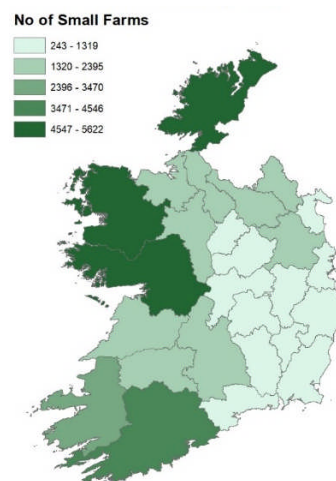 No of Small Farms
243 - 1319
1320 - 2395
2396 - 3470
3471 - 4546
4547 - 5622